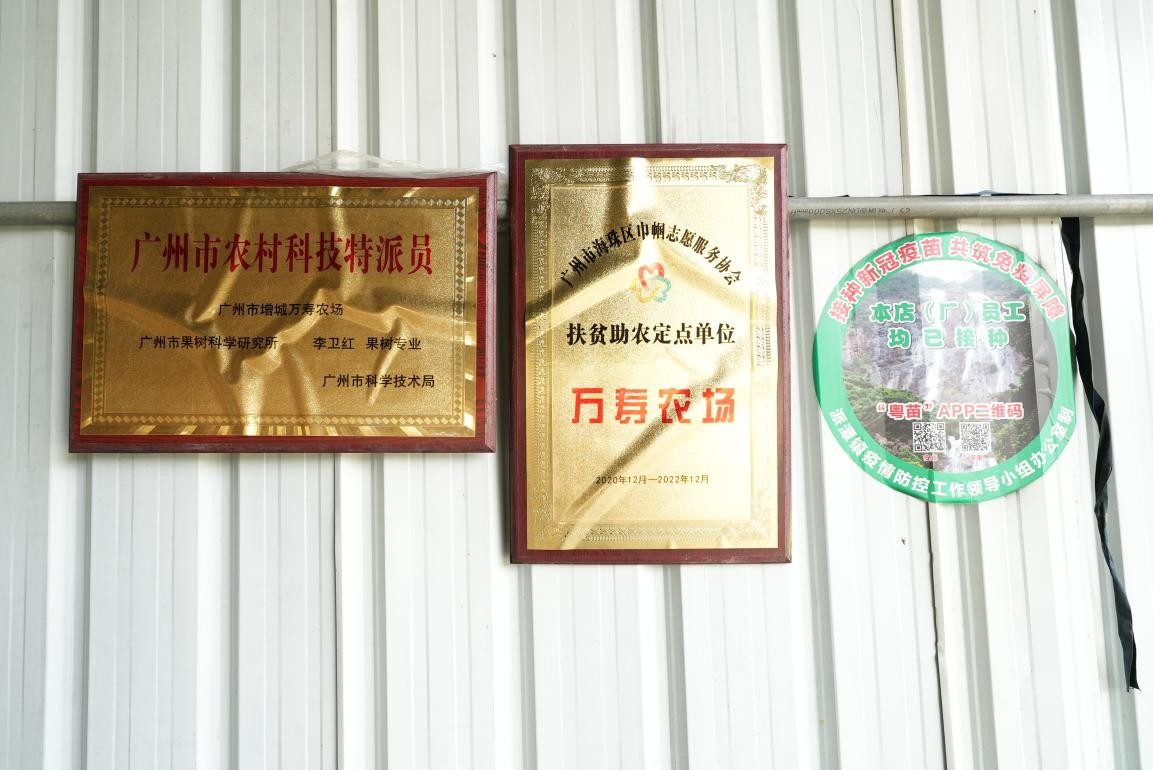 广州市农村科技特派员
广州市增城万寿农场
广州市果树科学研究所 李卫红 果树专业
广州市科学技术局
广州市海珠区巾帼志愿服务协会
扶贫助农定点单位
万寿农场
2020年12月—2022年12月
接种新冠疫苗 共筑免疫屏障
本店（厂）员工
均已接种
“粤苗”APP二维码
派潭镇疫情防控工作领导小组办公室制